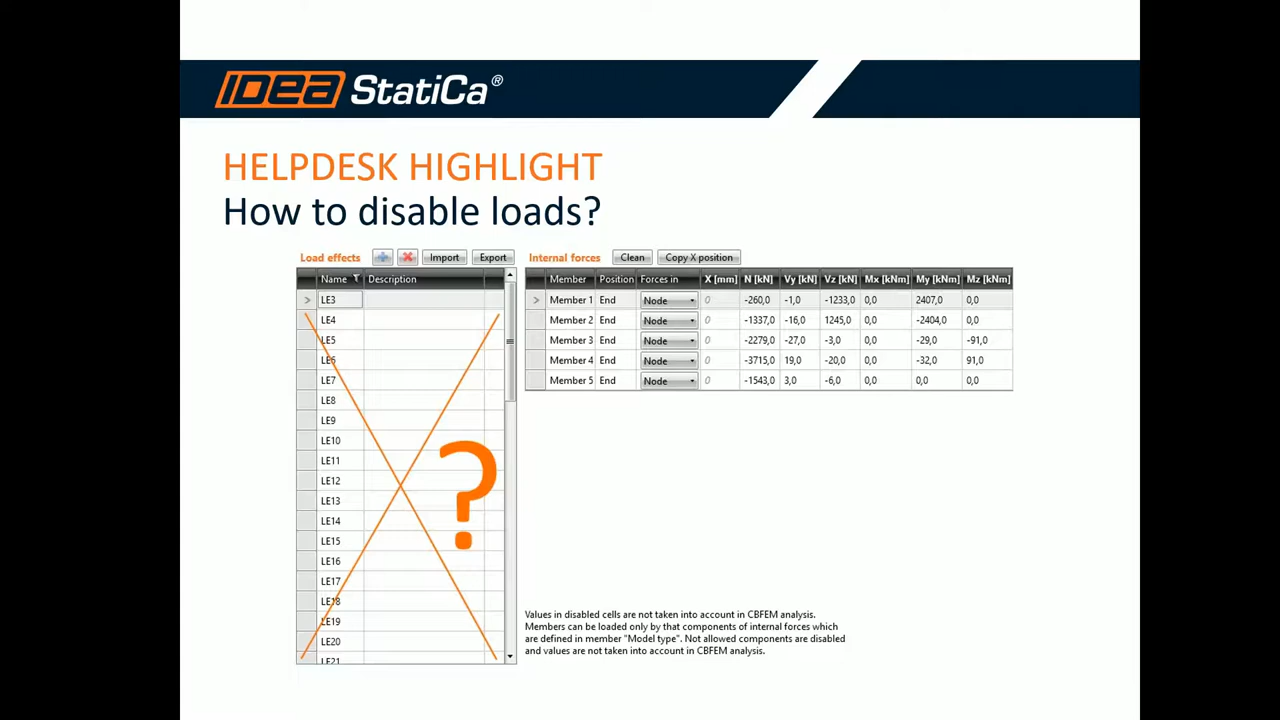 IDEA StatiCa®
HELPDESK HIGHLIGHT
How to disable loads?
Load effects Import Export Internal forces Clean Copy X position
Name Description Member Position Forces in X [mm] N [kN] Vy [kN] Vz [kN] Mx [kNm] My [kNm] Mz [kNm]
LE3 Member 1 End Node 0 -260,0 -1,0 -1233,0 0,0 2407,0 0,0
LE4 Member 2 End Node 0 -1337,0 -16,0 1245,0 0,0 -2404,0 0,0
LE5 Member 3 End Node 0 -2279,0 -27,0 -3,0 0,0 -29,0 -91,0
LE6 Member 4 End Node 0 -3715,0 19,0 -20,0 0,0 -32,0 91,0
LE7 Member 5 End Node 0 -1543,0 3,0 -6,0 0,0 0,0 0,0
LE8
LE9
LE10
LE11
LE12
LE13
LE14
LE15
LE16
LE17
LE18
LE19
LE20
LE21
?
Values in disabled cells are not taken into account in CBFEM analysis.
Members can be loaded only by that components of internal forces which
are defined in member "Model type". Not allowed components are disabled
and values are not taken into account in CBFEM analysis.